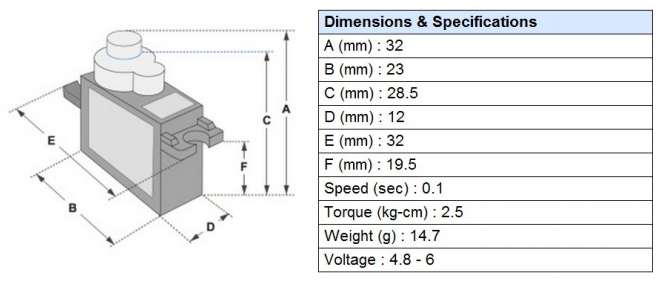 A
C
E
F
B
D
Dimensions & Specifications
A (mm) : 32
B (mm) : 23
C (mm) : 28.5
D (mm) : 12
E (mm) : 32
F (mm) : 19.5
Speed (sec) : 0.1
Torque (kg-cm) : 2.5
Weight (g) : 14.7
Voltage : 4.8 - 6